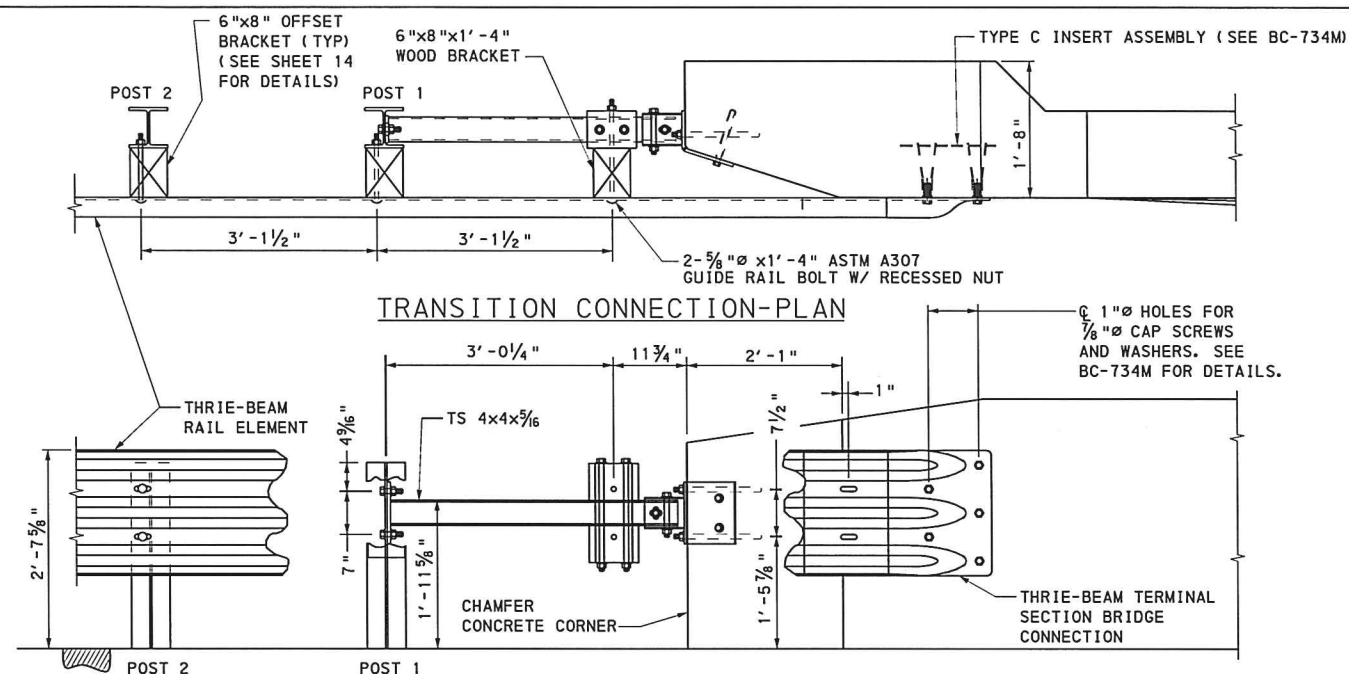 6"x8" OFFSET
BRACKET (TYP)
(SEE SHEET 14
FOR DETAILS)
6"x8"x1'-4"
WOOD BRACKET
TYPE C INSERT ASSEMBLY (SEE BC-734M)
POST 2
POST 1
1'-8"
3'-1½"
3'-1½"
2-⅝"Ø x1'-4" ASTM A307
GUIDE RAIL BOLT W/ RECESSED NUT
TRANSITION CONNECTION-PLAN
℄ 1"Ø HOLES FOR
⅞"Ø CAP SCREWS
AND WASHERS. SEE
BC-734M FOR DETAILS.
3'-0¼"
11¾"
2'-1"
1"
THRIE-BEAM
RAIL ELEMENT
TS 4x4x5/16
4 9/16"
7½"
2'-7⅝"
7"
1'-11⅝"
1'-5⅞"
CHAMFER
CONCRETE CORNER
THRIE-BEAM TERMINAL
SECTION BRIDGE
CONNECTION
POST 2
POST 1